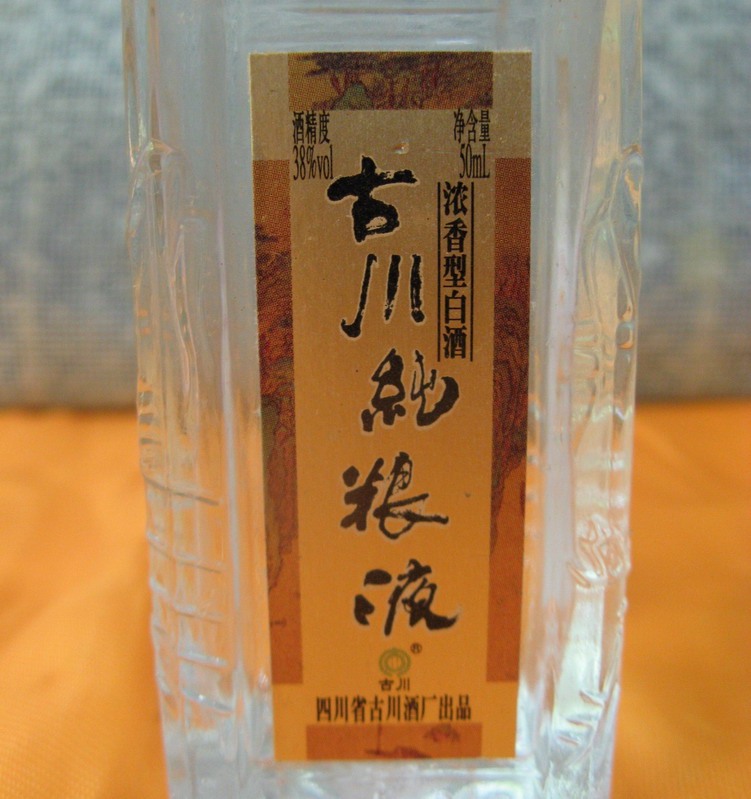 酒精度
38%vol
净含量
50mL
浓香型白酒
古川純粮液
®
古川
四川省古川酒厂出品